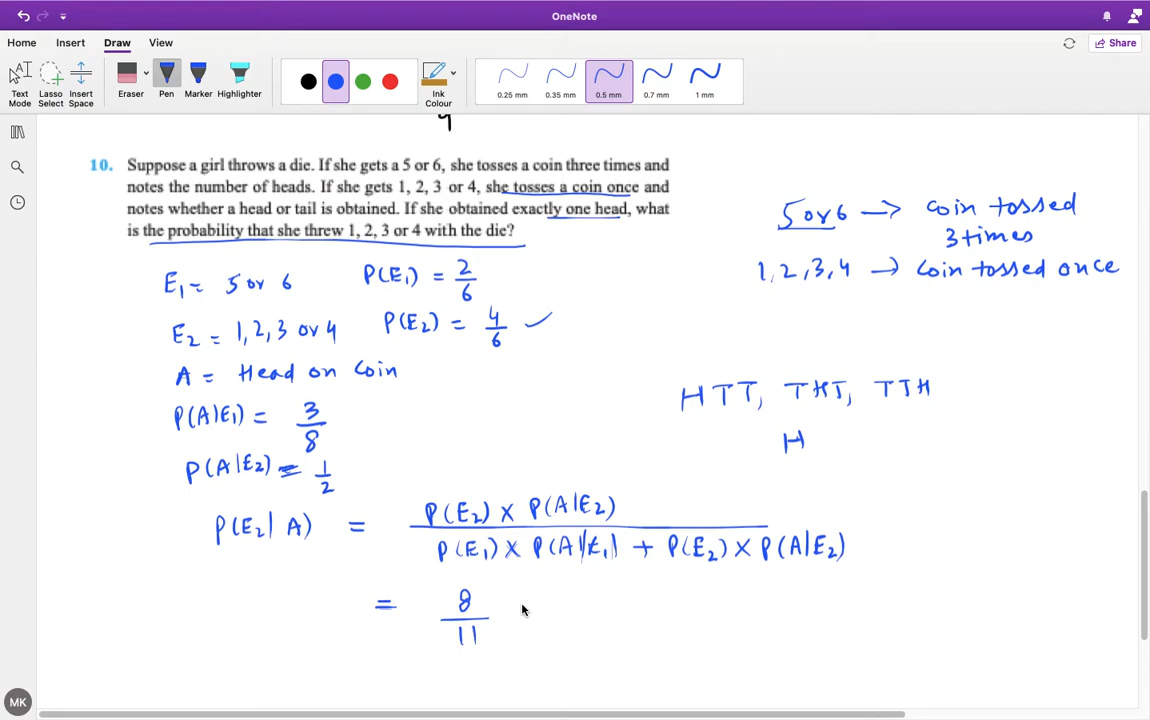 OneNote
Home Insert Draw View Share
Text Mode Lasso Select Insert Space Eraser Pen Marker Highlighter Ink Colour 0.25 mm 0.35 mm 0.5 mm 0.7 mm 1 mm
10. Suppose a girl throws a die. If she gets a 5 or 6, she tosses a coin three times and
notes the number of heads. If she gets 1, 2, 3 or 4, she tosses a coin once and
notes whether a head or tail is obtained. If she obtained exactly one head, what
is the probability that she threw 1, 2, 3 or 4 with the die?
5 or 6 → coin tossed
3 times
1, 2, 3, 4 → coin tossed once
E₁ = 5 or 6 P(E₁) = 2/6
E₂ = 1, 2, 3 or 4 P(E₂) = 4/6 ✓
A = Head on coin
HTT, THT, TTH
H
P(A|E₁) = 3/8
P(A|E₂) = 1/2
P(E₂|A) = P(E₂) × P(A|E₂) / P(E₁) × P(A|E₁) + P(E₂) × P(A|E₂)
= 8/11
MK